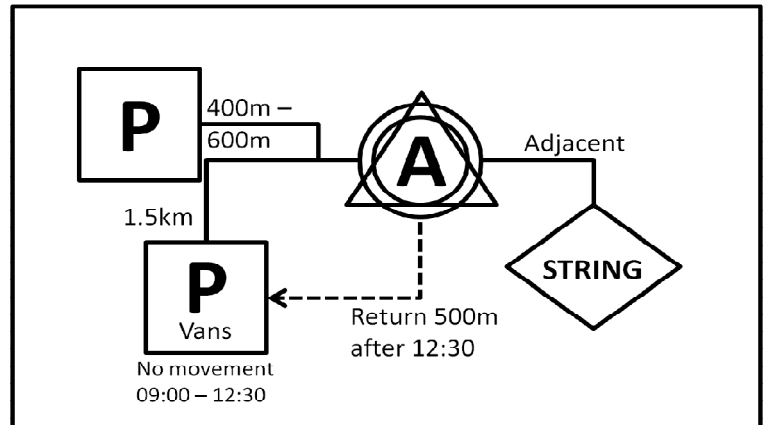 P
400m –
600m
A
Adjacent
1.5km
P
Vans
STRING
Return 500m
after 12:30
No movement
09:00 – 12:30